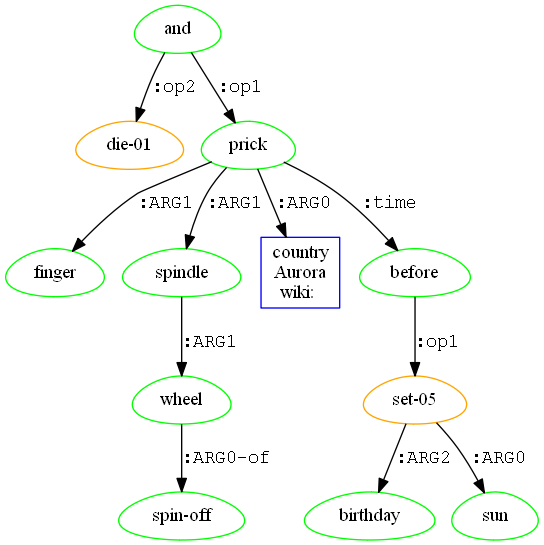 and
:op2
:op1
die-01
prick
:ARG1
:ARG1
:ARG0
:time
finger
spindle
country
Aurora
wiki:
before
:ARG1
:op1
wheel
set-05
:ARG0-of
:ARG2
:ARG0
spin-off
birthday
sun